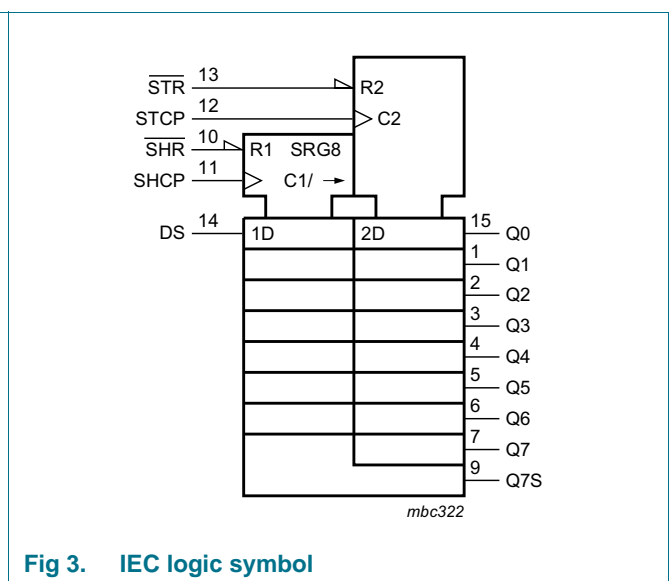 S̅T̅R̅ 13 R2
STCP 12 C2
S̅H̅R̅ 10 R1 SRG8
SHCP 11 C1/ →
DS 14 1D 2D 15 Q0
1 Q1
2 Q2
3 Q3
4 Q4
5 Q5
6 Q6
7 Q7
9 Q7S
mbc322
Fig 3. IEC logic symbol